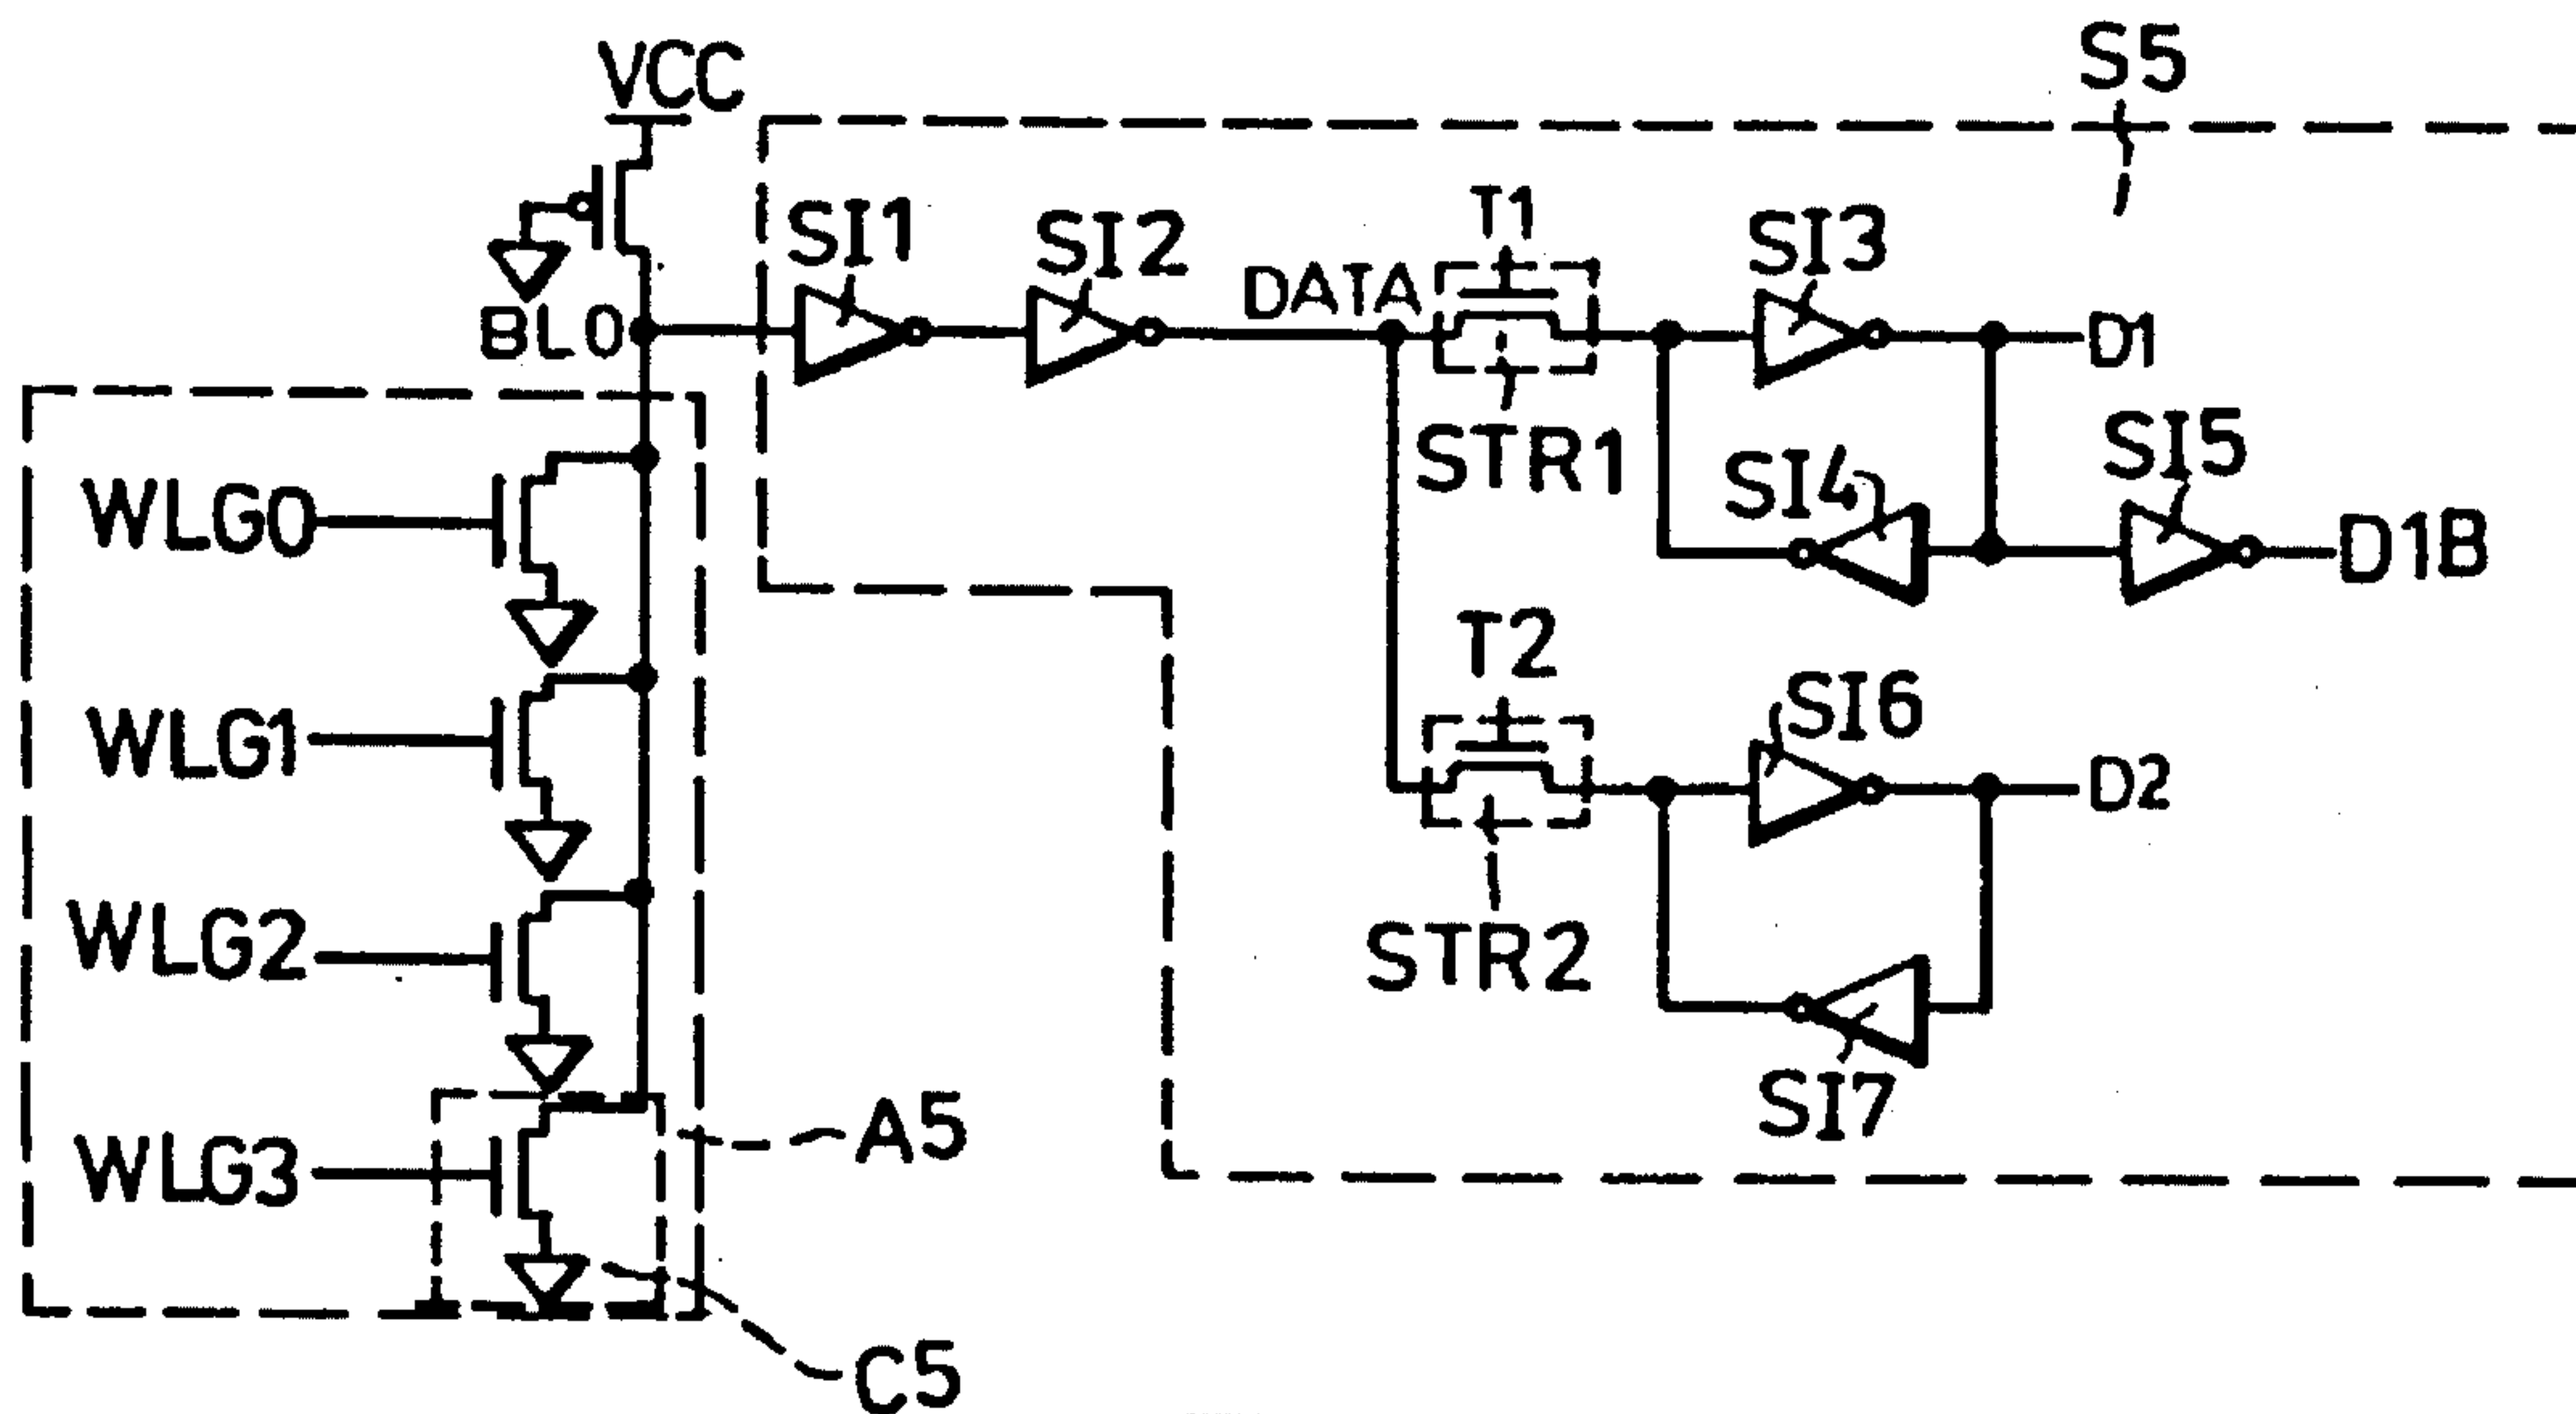 VCC
S5
SI1
SI2
DATA
T1
SI3
BL0
D1
STR1
SI4
SI5
WLG0
D1B
T2
SI6
WLG1
D2
WLG2
STR2
SI7
A5
WLG3
C5